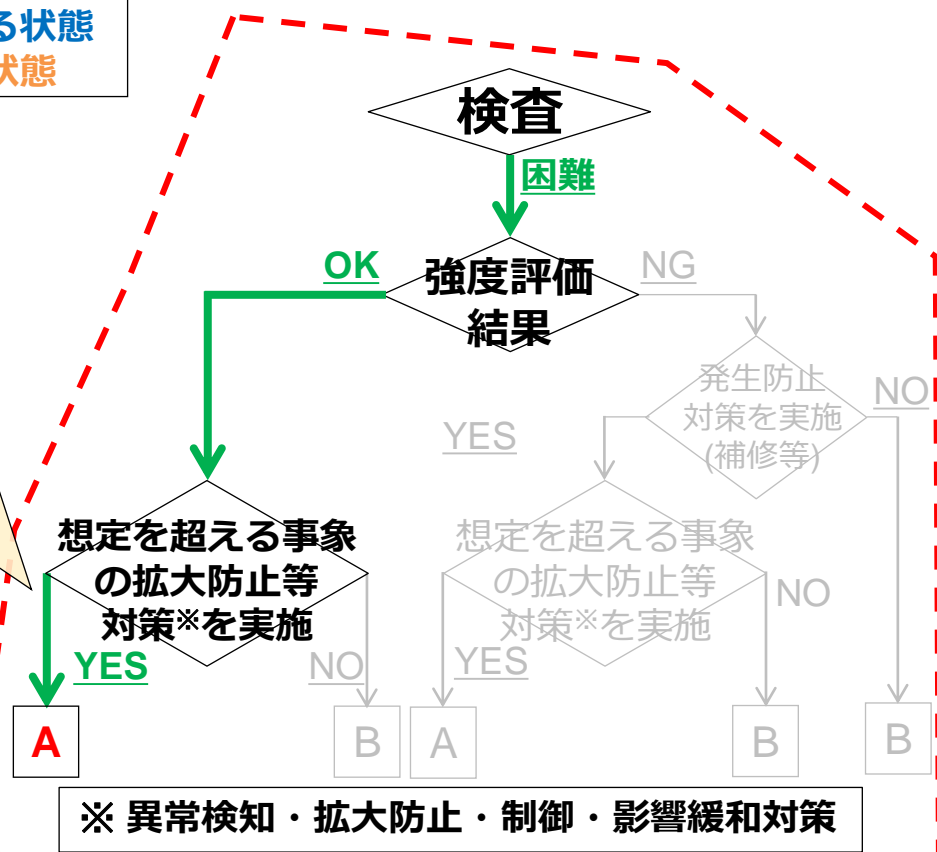 る状態
状態
検査
困難
OK
強度評価
結果
NG
発生防止
対策を実施
(補修等)
NO
YES
想定を超える事象
の拡大防止等
対策※を実施
想定を超える事象
の拡大防止等
対策※を実施
NO
YES
NO
YES
A
B
A
B
B
※ 異常検知・拡大防止・制御・影響緩和対策